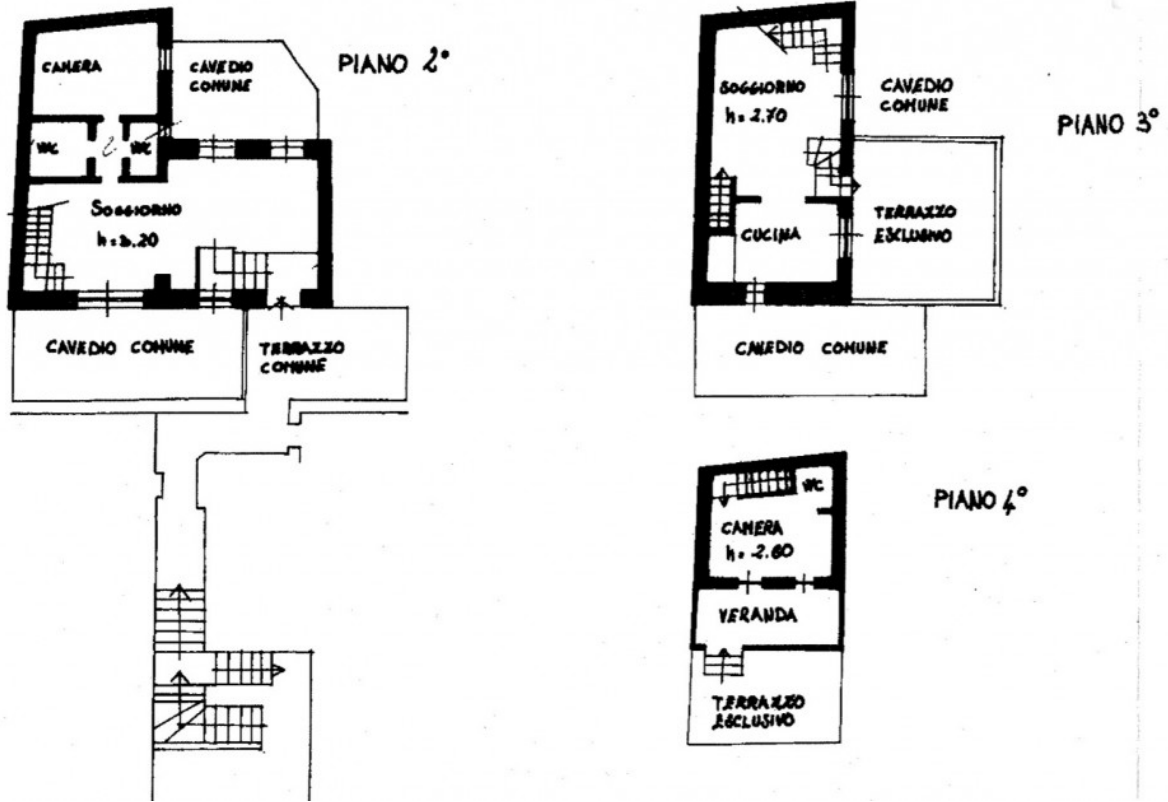 PIANO 2°
CAMERA
CAVEDIO
COMUNE
WC
WC
SOGGIORNO
h=3.20
CAVEDIO COMUNE
TERRAZZO
COMUNE
PIANO 3°
SOGGIORNO
h=2.70
CAVEDIO
COMUNE
CUCINA
TERRAZZO
ESCLUSIVO
CAVEDIO COMUNE
PIANO 4°
WC
CAMERA
h=2.60
VERANDA
TERRAZZO
ESCLUSIVO